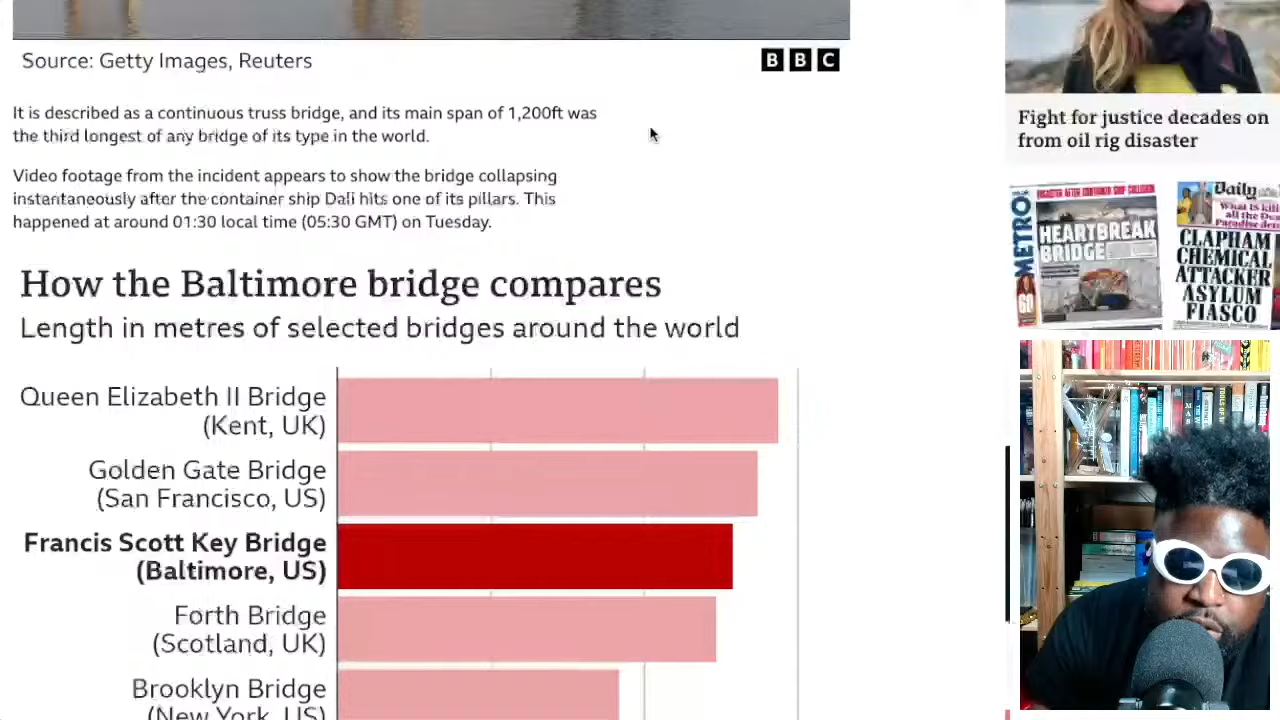 Source: Getty Images, Reuters
BBC
It is described as a continuous truss bridge, and its main span of 1,200ft was
the third longest of any bridge of its type in the world.
Video footage from the incident appears to show the bridge collapsing
instantaneously after the container ship Dali hits one of its pillars. This
happened at around 01:30 local time (05:30 GMT) on Tuesday.
How the Baltimore bridge compares
Length in metres of selected bridges around the world
Queen Elizabeth II Bridge
(Kent, UK)
Golden Gate Bridge
(San Francisco, US)
Francis Scott Key Bridge
(Baltimore, US)
Forth Bridge
(Scotland, UK)
Brooklyn Bridge
(New York, US)
Fight for justice decades on
from oil rig disaster
METRO
HEARTBREAK
BRIDGE
60
Daily
CLAPHAM
CHEMICAL
ATTACKER
ASYLUM
FIASCO